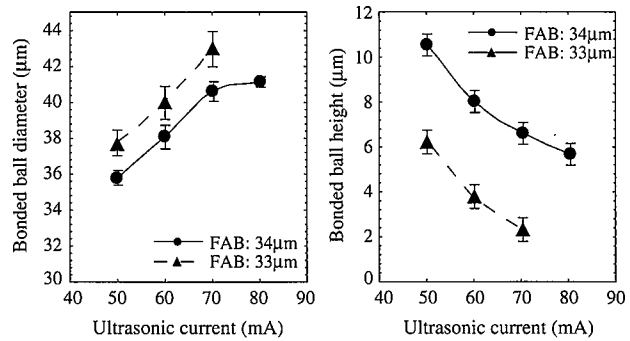 44
42
40
38
36
34
32
30
40 50 60 70 80 90
Bonded ball diameter (μm)
Ultrasonic current (mA)
FAB: 34μm
FAB: 33μm
12
10
8
6
4
2
0
40 50 60 70 80 90
Bonded ball height (μm)
Ultrasonic current (mA)
FAB: 34μm
FAB: 33μm